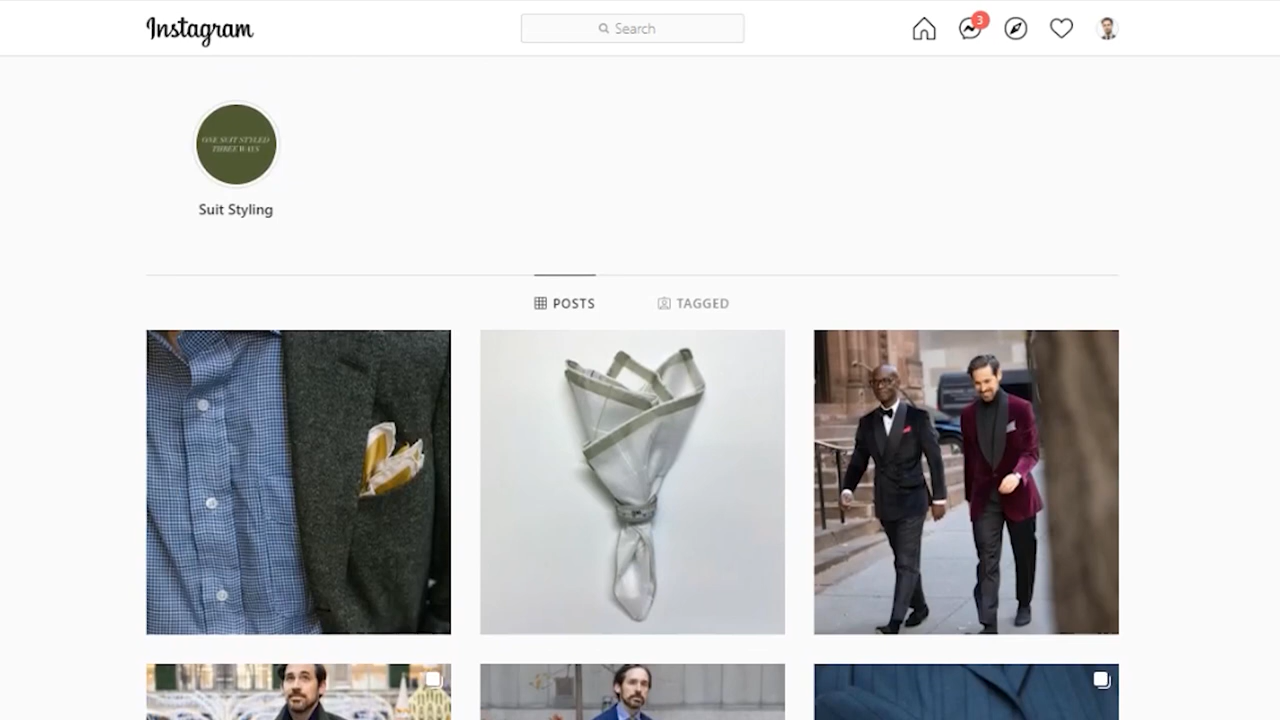 Instagram
Search
3
ONE SUIT STYLED
THREE WAYS
Suit Styling
POSTS
TAGGED